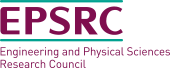 EPSRC
Engineering and Physical Sciences
Research Council